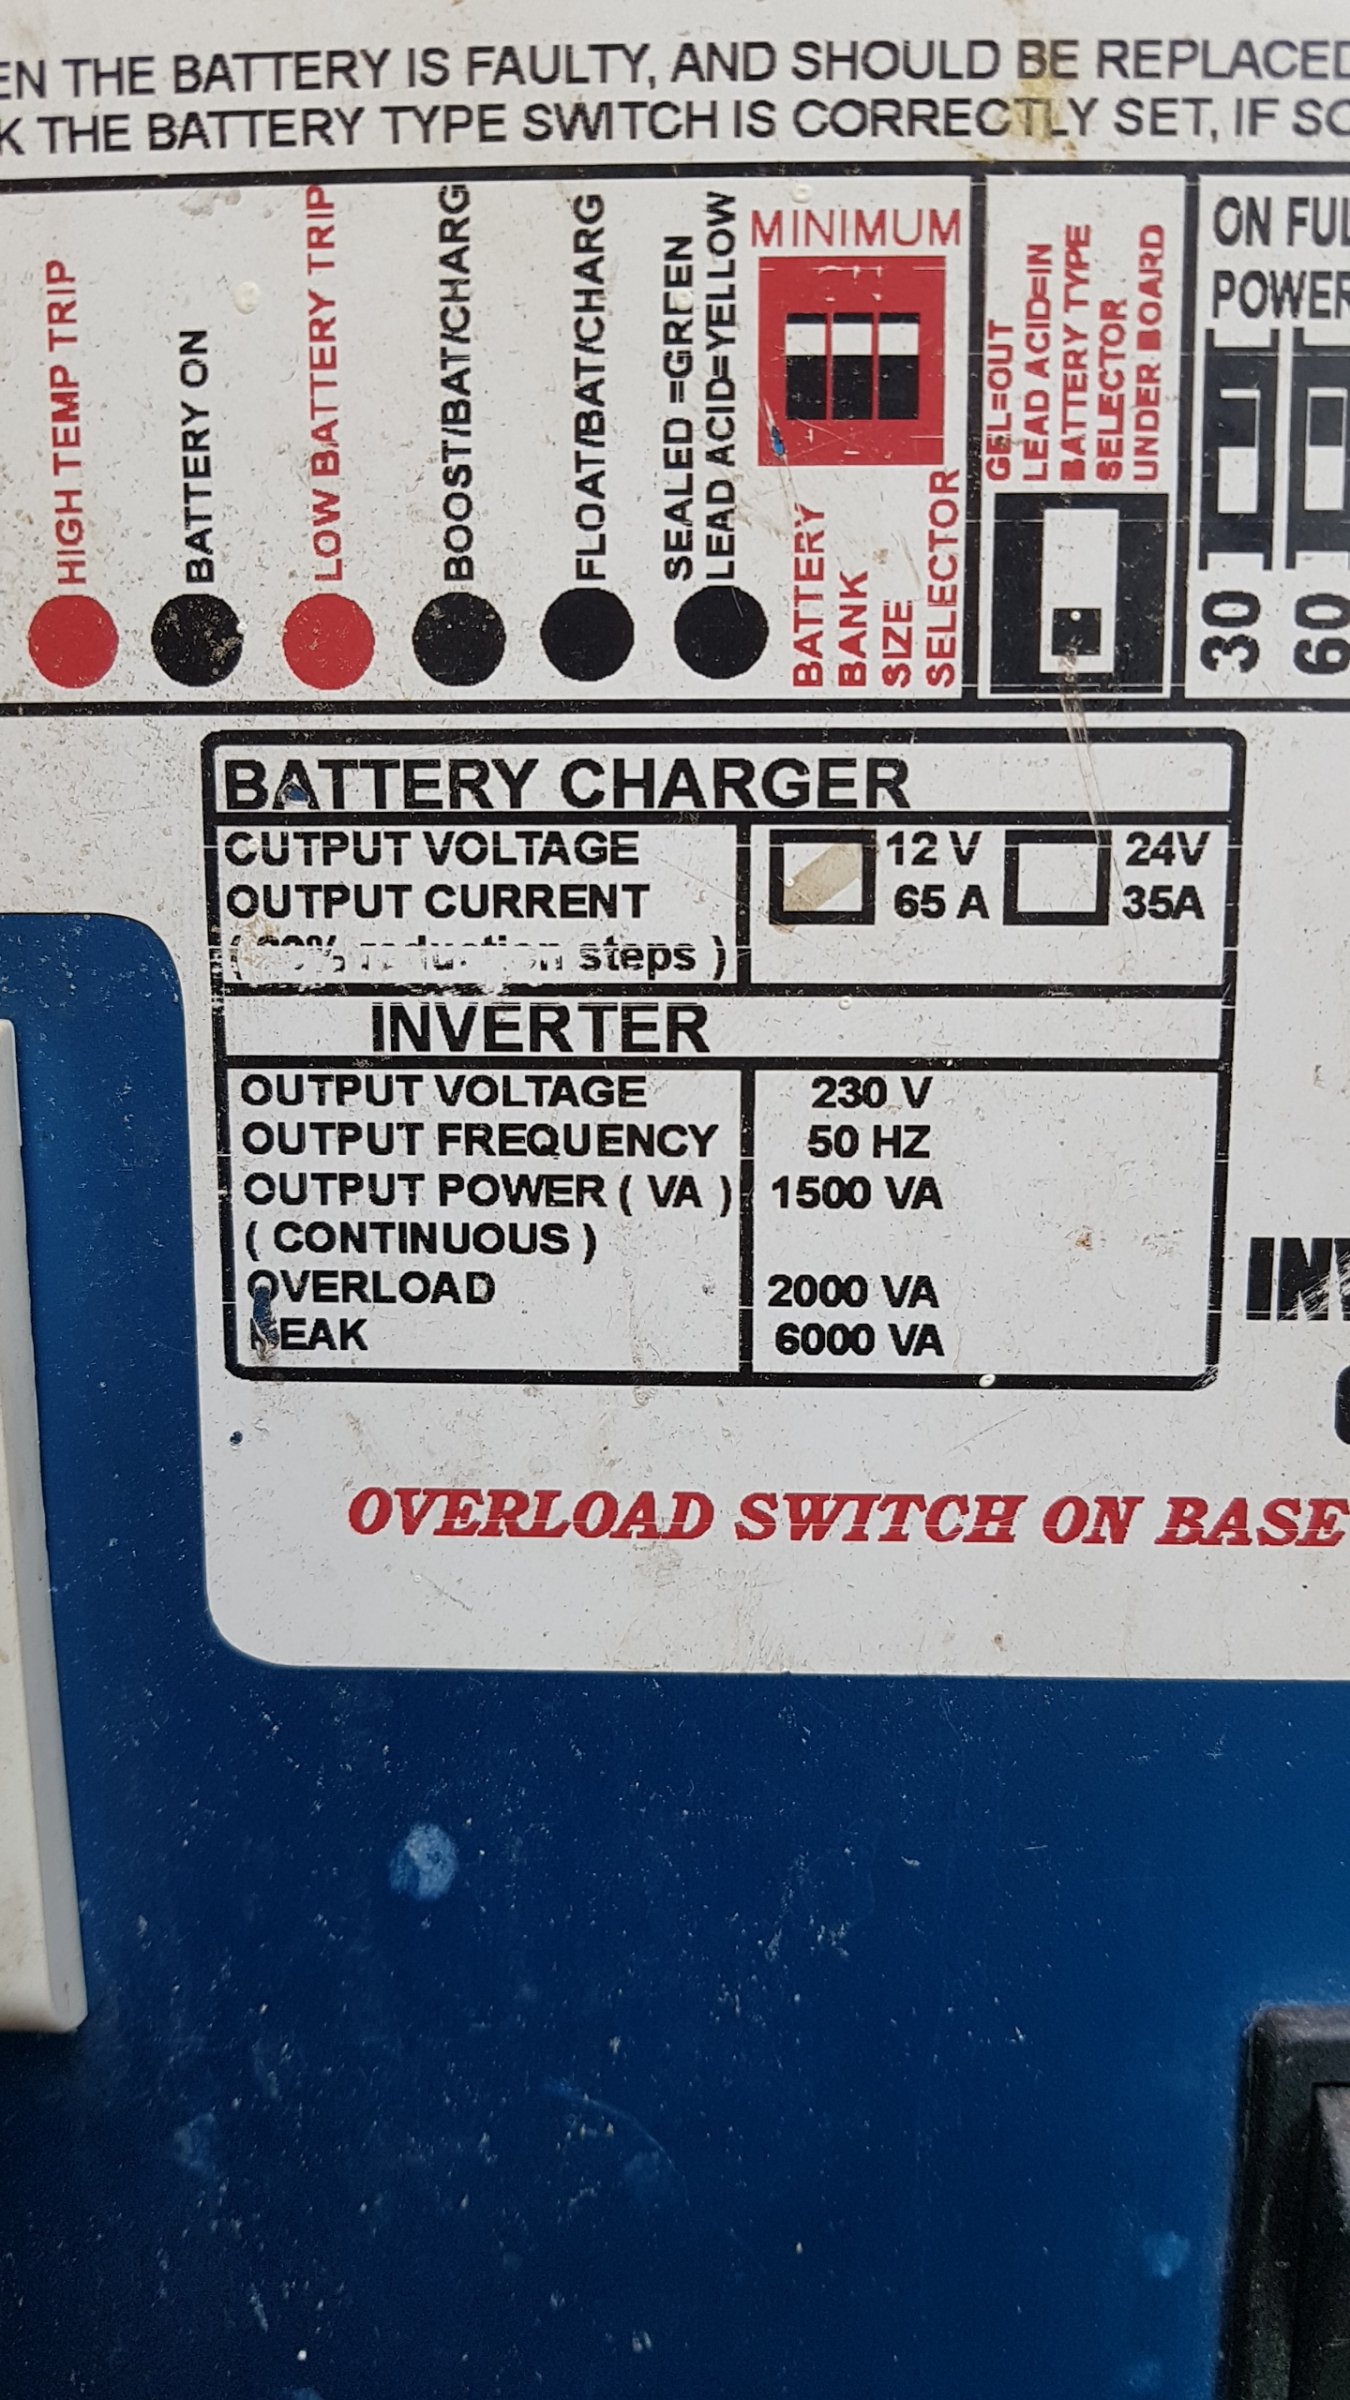 EN THE BATTERY IS FAULTY, AND SHOULD BE REPLACED
K THE BATTERY TYPE SWITCH IS CORRECTLY SET, IF SO
HIGH TEMP TRIP
BATTERY ON
LOW BATTERY TRIP
BOOST/BAT/CHARG
FLOAT/BAT/CHARG
SEALED =GREEN
LEAD ACID=YELLOW
MINIMUM
BATTERY
BANK
SIZE
SELECTOR
GEL=OUT
LEAD ACID=IN
BATTERY TYPE
SELECTOR
UNDER BOARD
ON FUL
POWER
30
60
BATTERY CHARGER
OUTPUT VOLTAGE 12 V 24V
OUTPUT CURRENT 65 A 35A
( reduction steps )
INVERTER
OUTPUT VOLTAGE 230 V
OUTPUT FREQUENCY 50 HZ
OUTPUT POWER ( VA ) 1500 VA
( CONTINUOUS )
OVERLOAD 2000 VA
PEAK 6000 VA
INV
OVERLOAD SWITCH ON BASE